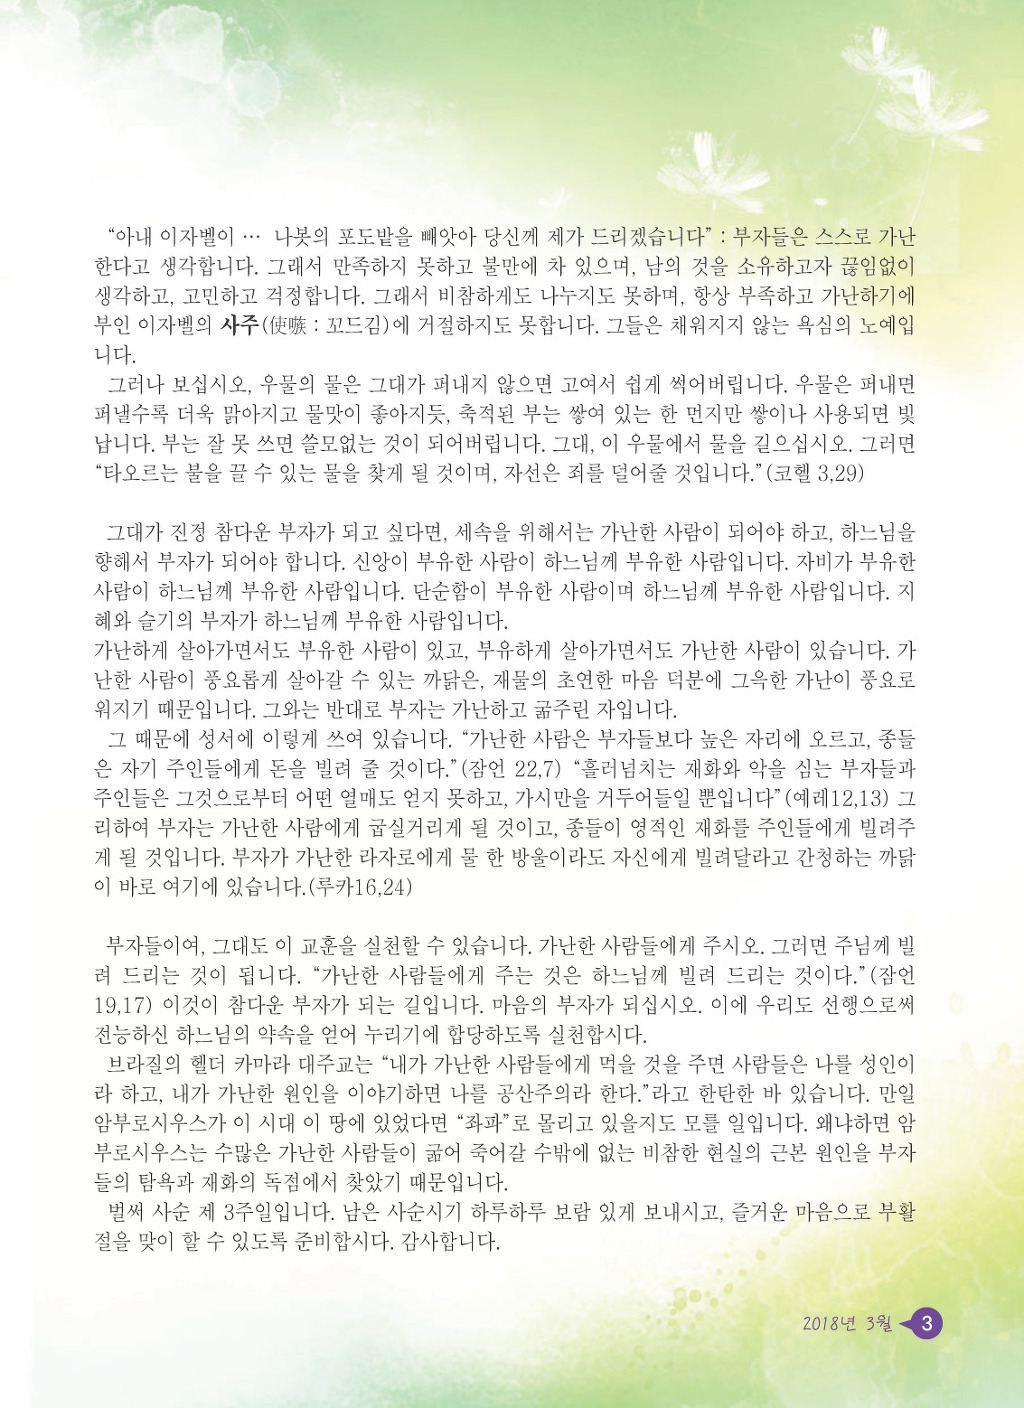 “아내 이자벨이 … 나봇의 포도밭을 빼앗아 당신께 제가 드리겠습니다” : 부자들은 스스로 가난
한다고 생각합니다. 그래서 만족하지 못하고 불만에 차 있으며, 남의 것을 소유하고자 끊임없이
생각하고, 고민하고 걱정합니다. 그래서 비참하게도 나누지도 못하며, 항상 부족하고 가난하기에
부인 이자벨의 사주(使嗾 : 꼬드김)에 거절하지도 못합니다. 그들은 채워지지 않는 욕심의 노예입
니다.
그러나 보십시오, 우물의 물은 그대가 퍼내지 않으면 고여서 쉽게 썩어버립니다. 우물은 퍼내면
퍼낼수록 더욱 맑아지고 물맛이 좋아지듯, 축적된 부는 쌓여 있는 한 먼지만 쌓이나 사용되면 빛
납니다. 부는 잘 못 쓰면 쓸모없는 것이 되어버립니다. 그대, 이 우물에서 물을 길으십시오. 그러면
“타오르는 불을 끌 수 있는 물을 찾게 될 것이며, 자선은 죄를 덜어줄 것입니다.”(코헬 3,29)
그대가 진정 참다운 부자가 되고 싶다면, 세속을 위해서는 가난한 사람이 되어야 하고, 하느님을
향해서 부자가 되어야 합니다. 신앙이 부유한 사람이 하느님께 부유한 사람입니다. 자비가 부유한
사람이 하느님께 부유한 사람입니다. 단순함이 부유한 사람이며 하느님께 부유한 사람입니다. 지
혜와 슬기의 부자가 하느님께 부유한 사람입니다.
가난하게 살아가면서도 부유한 사람이 있고, 부유하게 살아가면서도 가난한 사람이 있습니다. 가
난한 사람이 풍요롭게 살아갈 수 있는 까닭은, 재물의 초연한 마음 덕분에 그윽한 가난이 풍요로
워지기 때문입니다. 그와는 반대로 부자는 가난하고 굶주린 자입니다.
그 때문에 성서에 이렇게 쓰여 있습니다. “가난한 사람은 부자들보다 높은 자리에 오르고, 종들
은 자기 주인들에게 돈을 빌려 줄 것이다.”(잠언 22,7) “흘러넘치는 재화와 악을 심는 부자들과
주인들은 그것으로부터 어떤 열매도 얻지 못하고, 가시만을 거두어들일 뿐입니다”(예레12,13) 그
리하여 부자는 가난한 사람에게 굽실거리게 될 것이고, 종들이 영적인 재화를 주인들에게 빌려주
게 될 것입니다. 부자가 가난한 라자로에게 물 한 방울이라도 자신에게 빌려달라고 간청하는 까닭
이 바로 여기에 있습니다.(루카16,24)
부자들이여, 그대도 이 교훈을 실천할 수 있습니다. 가난한 사람들에게 주시오. 그러면 주님께 빌
려 드리는 것이 됩니다. “가난한 사람들에게 주는 것은 하느님께 빌려 드리는 것이다.”(잠언
19,17) 이것이 참다운 부자가 되는 길입니다. 마음의 부자가 되십시오. 이에 우리도 선행으로써
전능하신 하느님의 약속을 얻어 누리기에 합당하도록 실천합시다.
브라질의 헬더 카마라 대주교는 “내가 가난한 사람들에게 먹을 것을 주면 사람들은 나를 성인이
라 하고, 내가 가난한 원인을 이야기하면 나를 공산주의라 한다.”라고 한탄한 바 있습니다. 만일
암부로시우스가 이 시대 이 땅에 있었다면 “좌파”로 몰리고 있을지도 모를 일입니다. 왜냐하면 암
부로시우스는 수많은 가난한 사람들이 굶어 죽어갈 수밖에 없는 비참한 현실의 근본 원인을 부자
들의 탐욕과 재화의 독점에서 찾았기 때문입니다.
벌써 사순 제 3주일입니다. 남은 사순시기 하루하루 보람 있게 보내시고, 즐거운 마음으로 부활
절을 맞이 할 수 있도록 준비합시다. 감사합니다.
2018년 3월 3